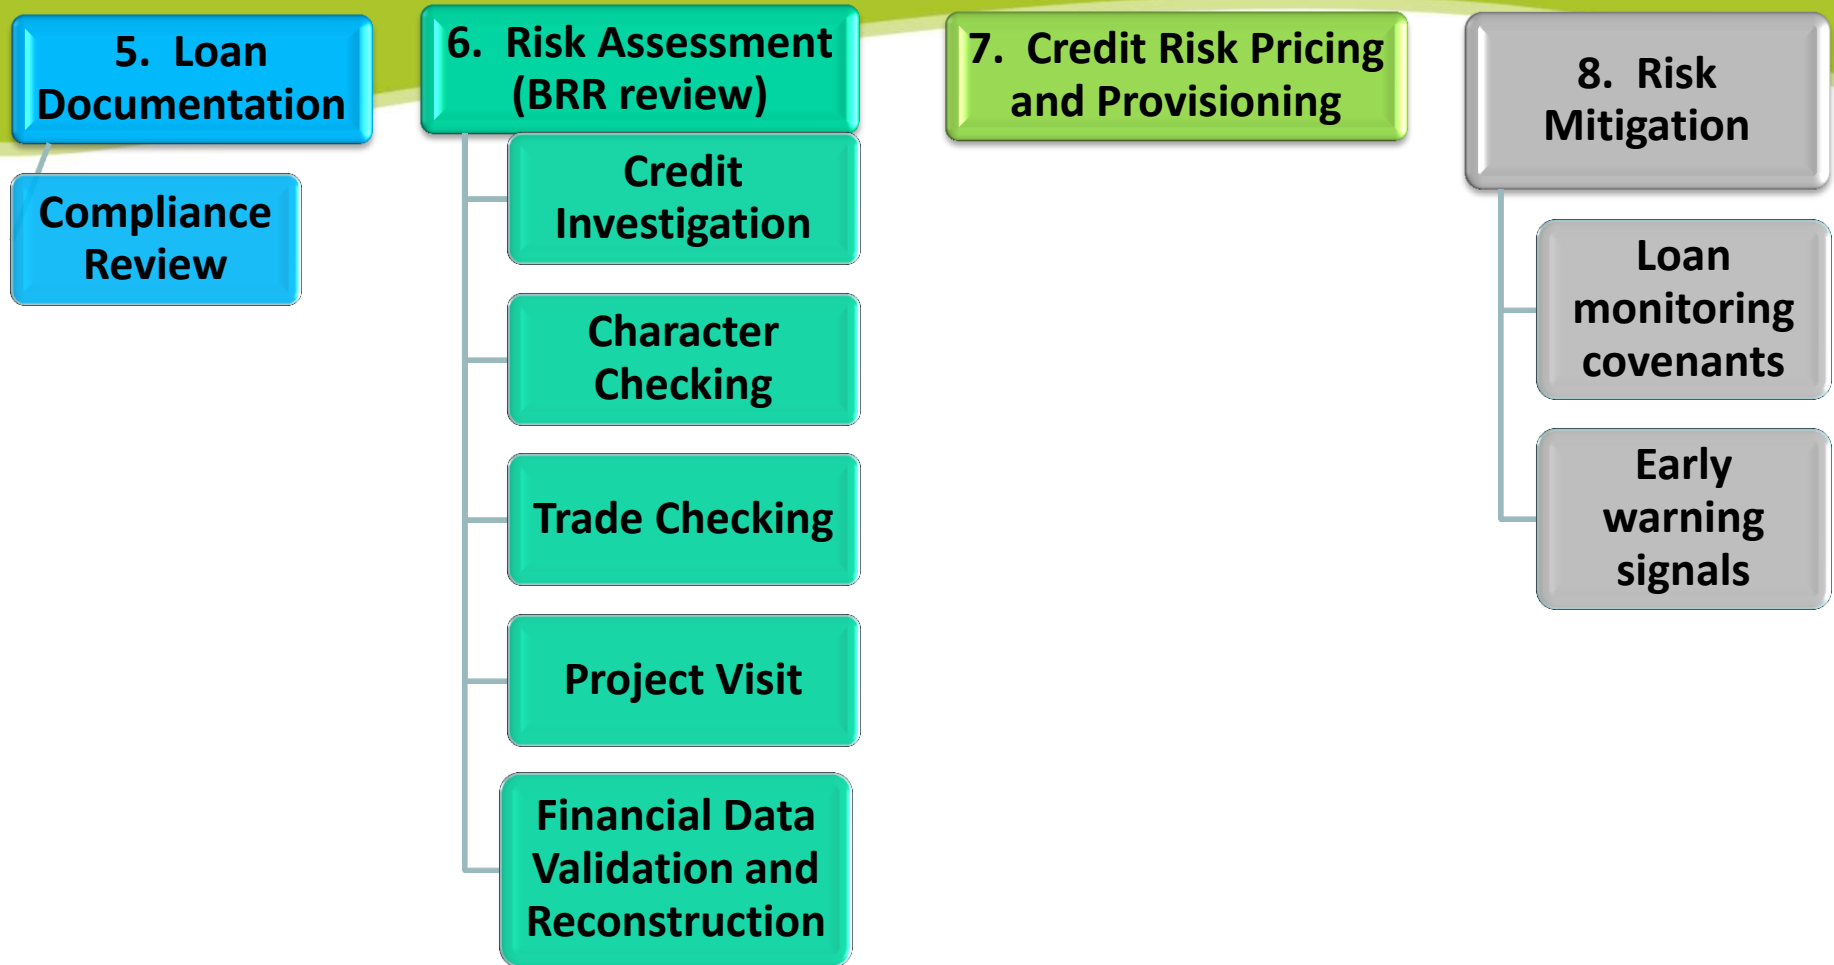 5. Loan
Documentation
Compliance
Review
6. Risk Assessment
(BRR review)
Credit
Investigation
Character
Checking
Trade Checking
Project Visit
Financial Data
Validation and
Reconstruction
7. Credit Risk Pricing
and Provisioning
8. Risk
Mitigation
Loan
monitoring
covenants
Early
warning
signals